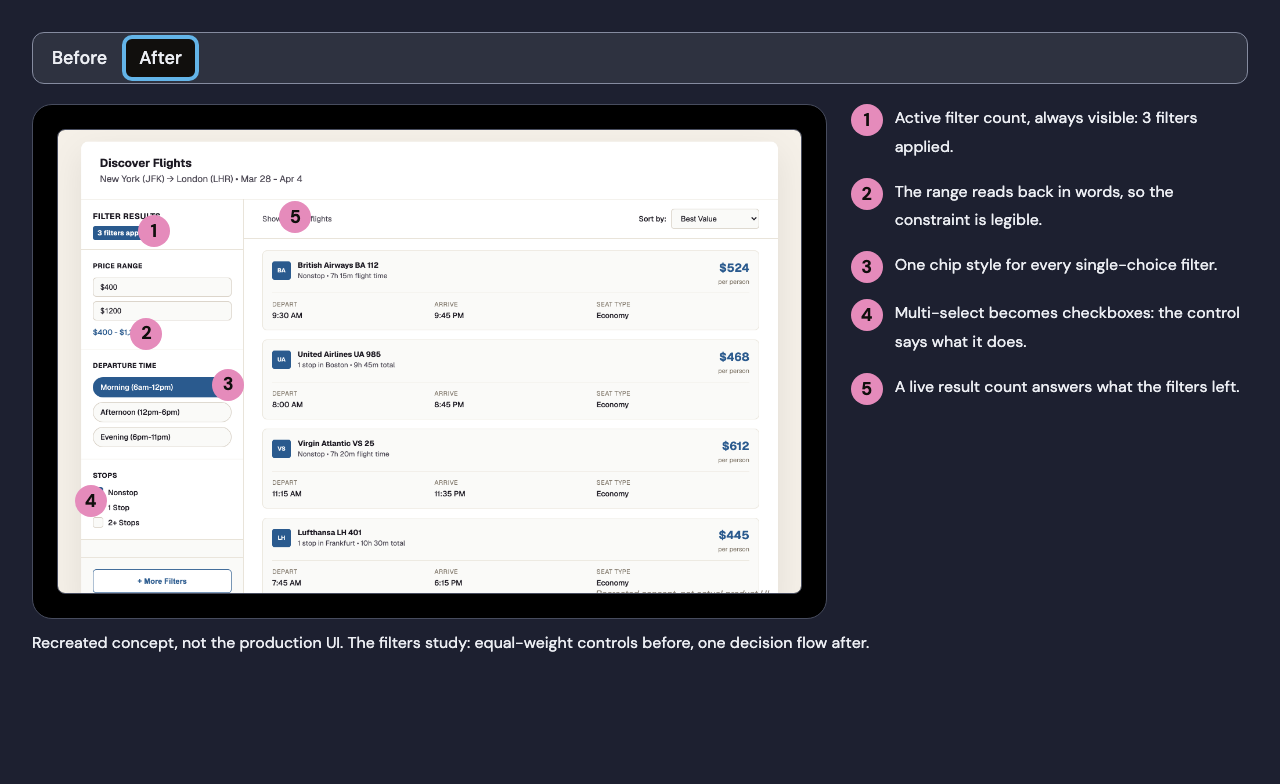 Before
After
Discover Flights
New York (JFK) → London (LHR) • Mar 28 - Apr 4
FILTER RESULTS
3 filters
1
PRICE RANGE
$400
$1200
$400 -
2
DEPARTURE TIME
Morning (6am-12pm)
3
Afternoon (12pm-6pm)
Evening (6pm-11pm)
STOPS
Nonstop
4
1 Stop
2+ Stops
+ More Filters
5
flights
Sort by:
Best Value
BA
British Airways BA 112
Nonstop • 7h 15m flight time
$524
per person
DEPART
ARRIVE
SEAT TYPE
9:30 AM
9:45 PM
Economy
UA
United Airlines UA 985
1 stop in Boston • 9h 45m total
$468
per person
DEPART
ARRIVE
SEAT TYPE
8:00 AM
8:45 PM
Economy
VS
Virgin Atlantic VS 25
Nonstop • 7h 20m flight time
$612
per person
DEPART
ARRIVE
SEAT TYPE
11:15 AM
11:35 PM
Economy
LH
Lufthansa LH 401
1 stop in Frankfurt • 10h 30m total
$445
per person
DEPART
ARRIVE
SEAT TYPE
7:45 AM
6:15 PM
Economy
1
Active filter count, always visible: 3 filters
applied.
2
The range reads back in words, so the
constraint is legible.
3
One chip style for every single-choice filter.
4
Multi-select becomes checkboxes: the control
says what it does.
5
A live result count answers what the filters left.
Recreated concept, not the production UI. The filters study: equal-weight controls before, one decision flow after.